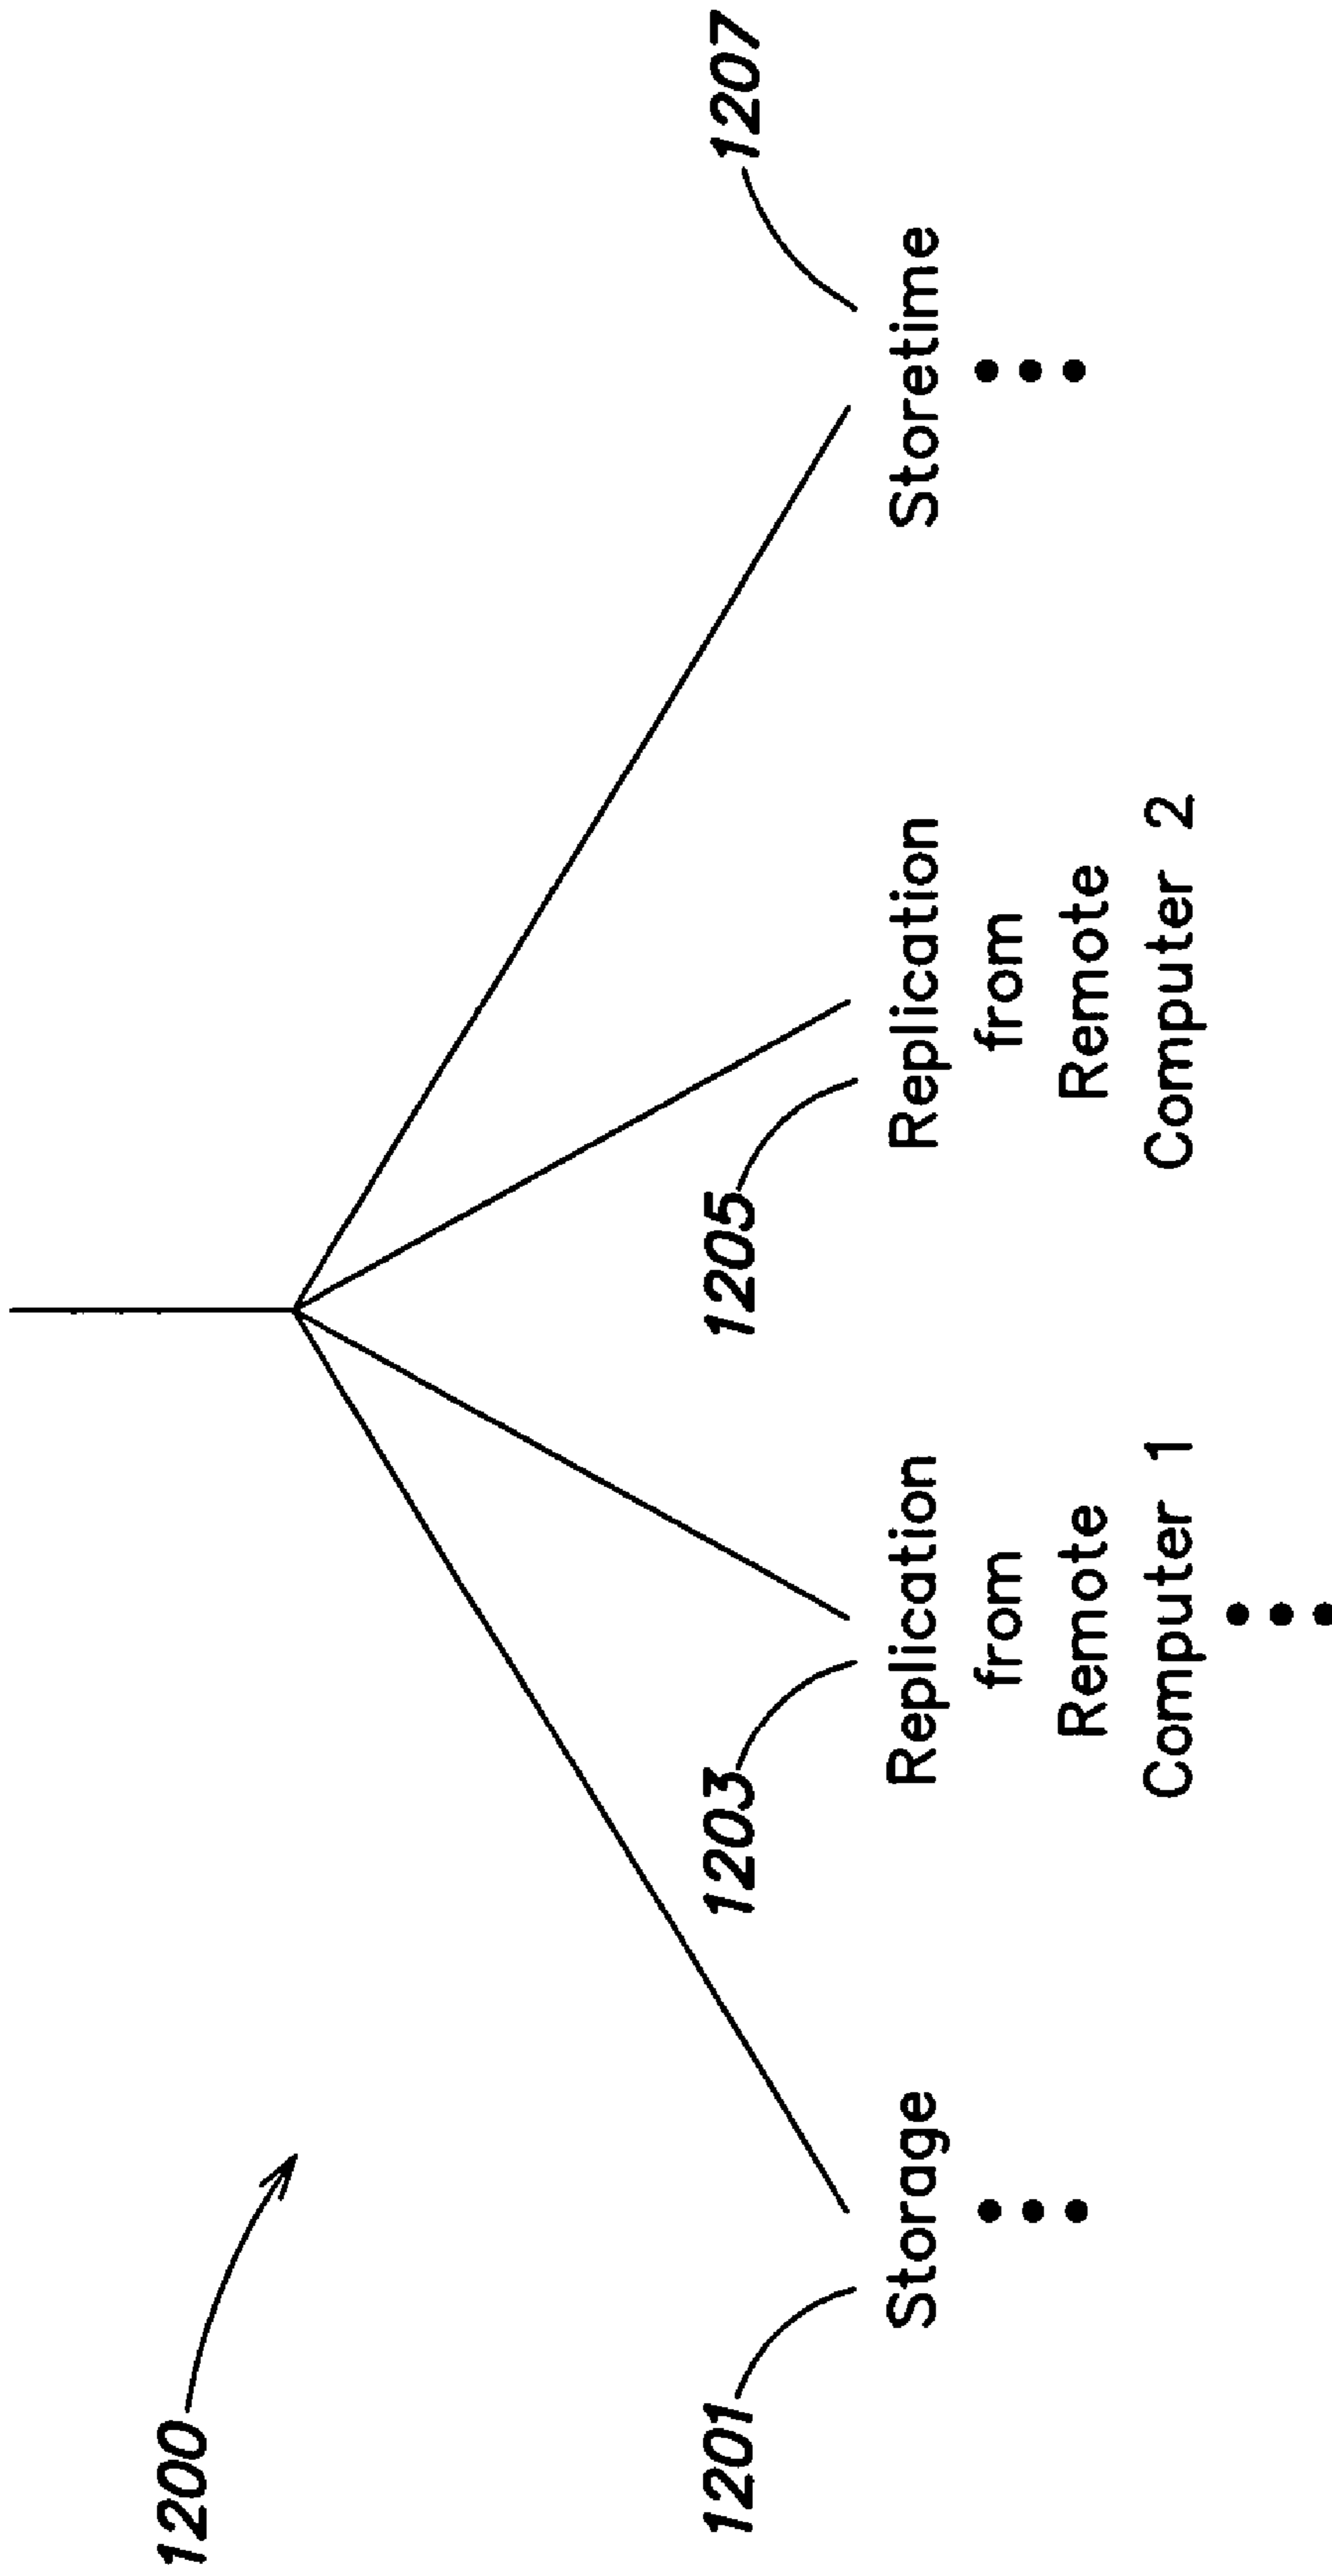 1200
1201
Storage
1203
Replication
from
Remote
Computer 1
1205
Replication
from
Remote
Computer 2
1207
Storetime